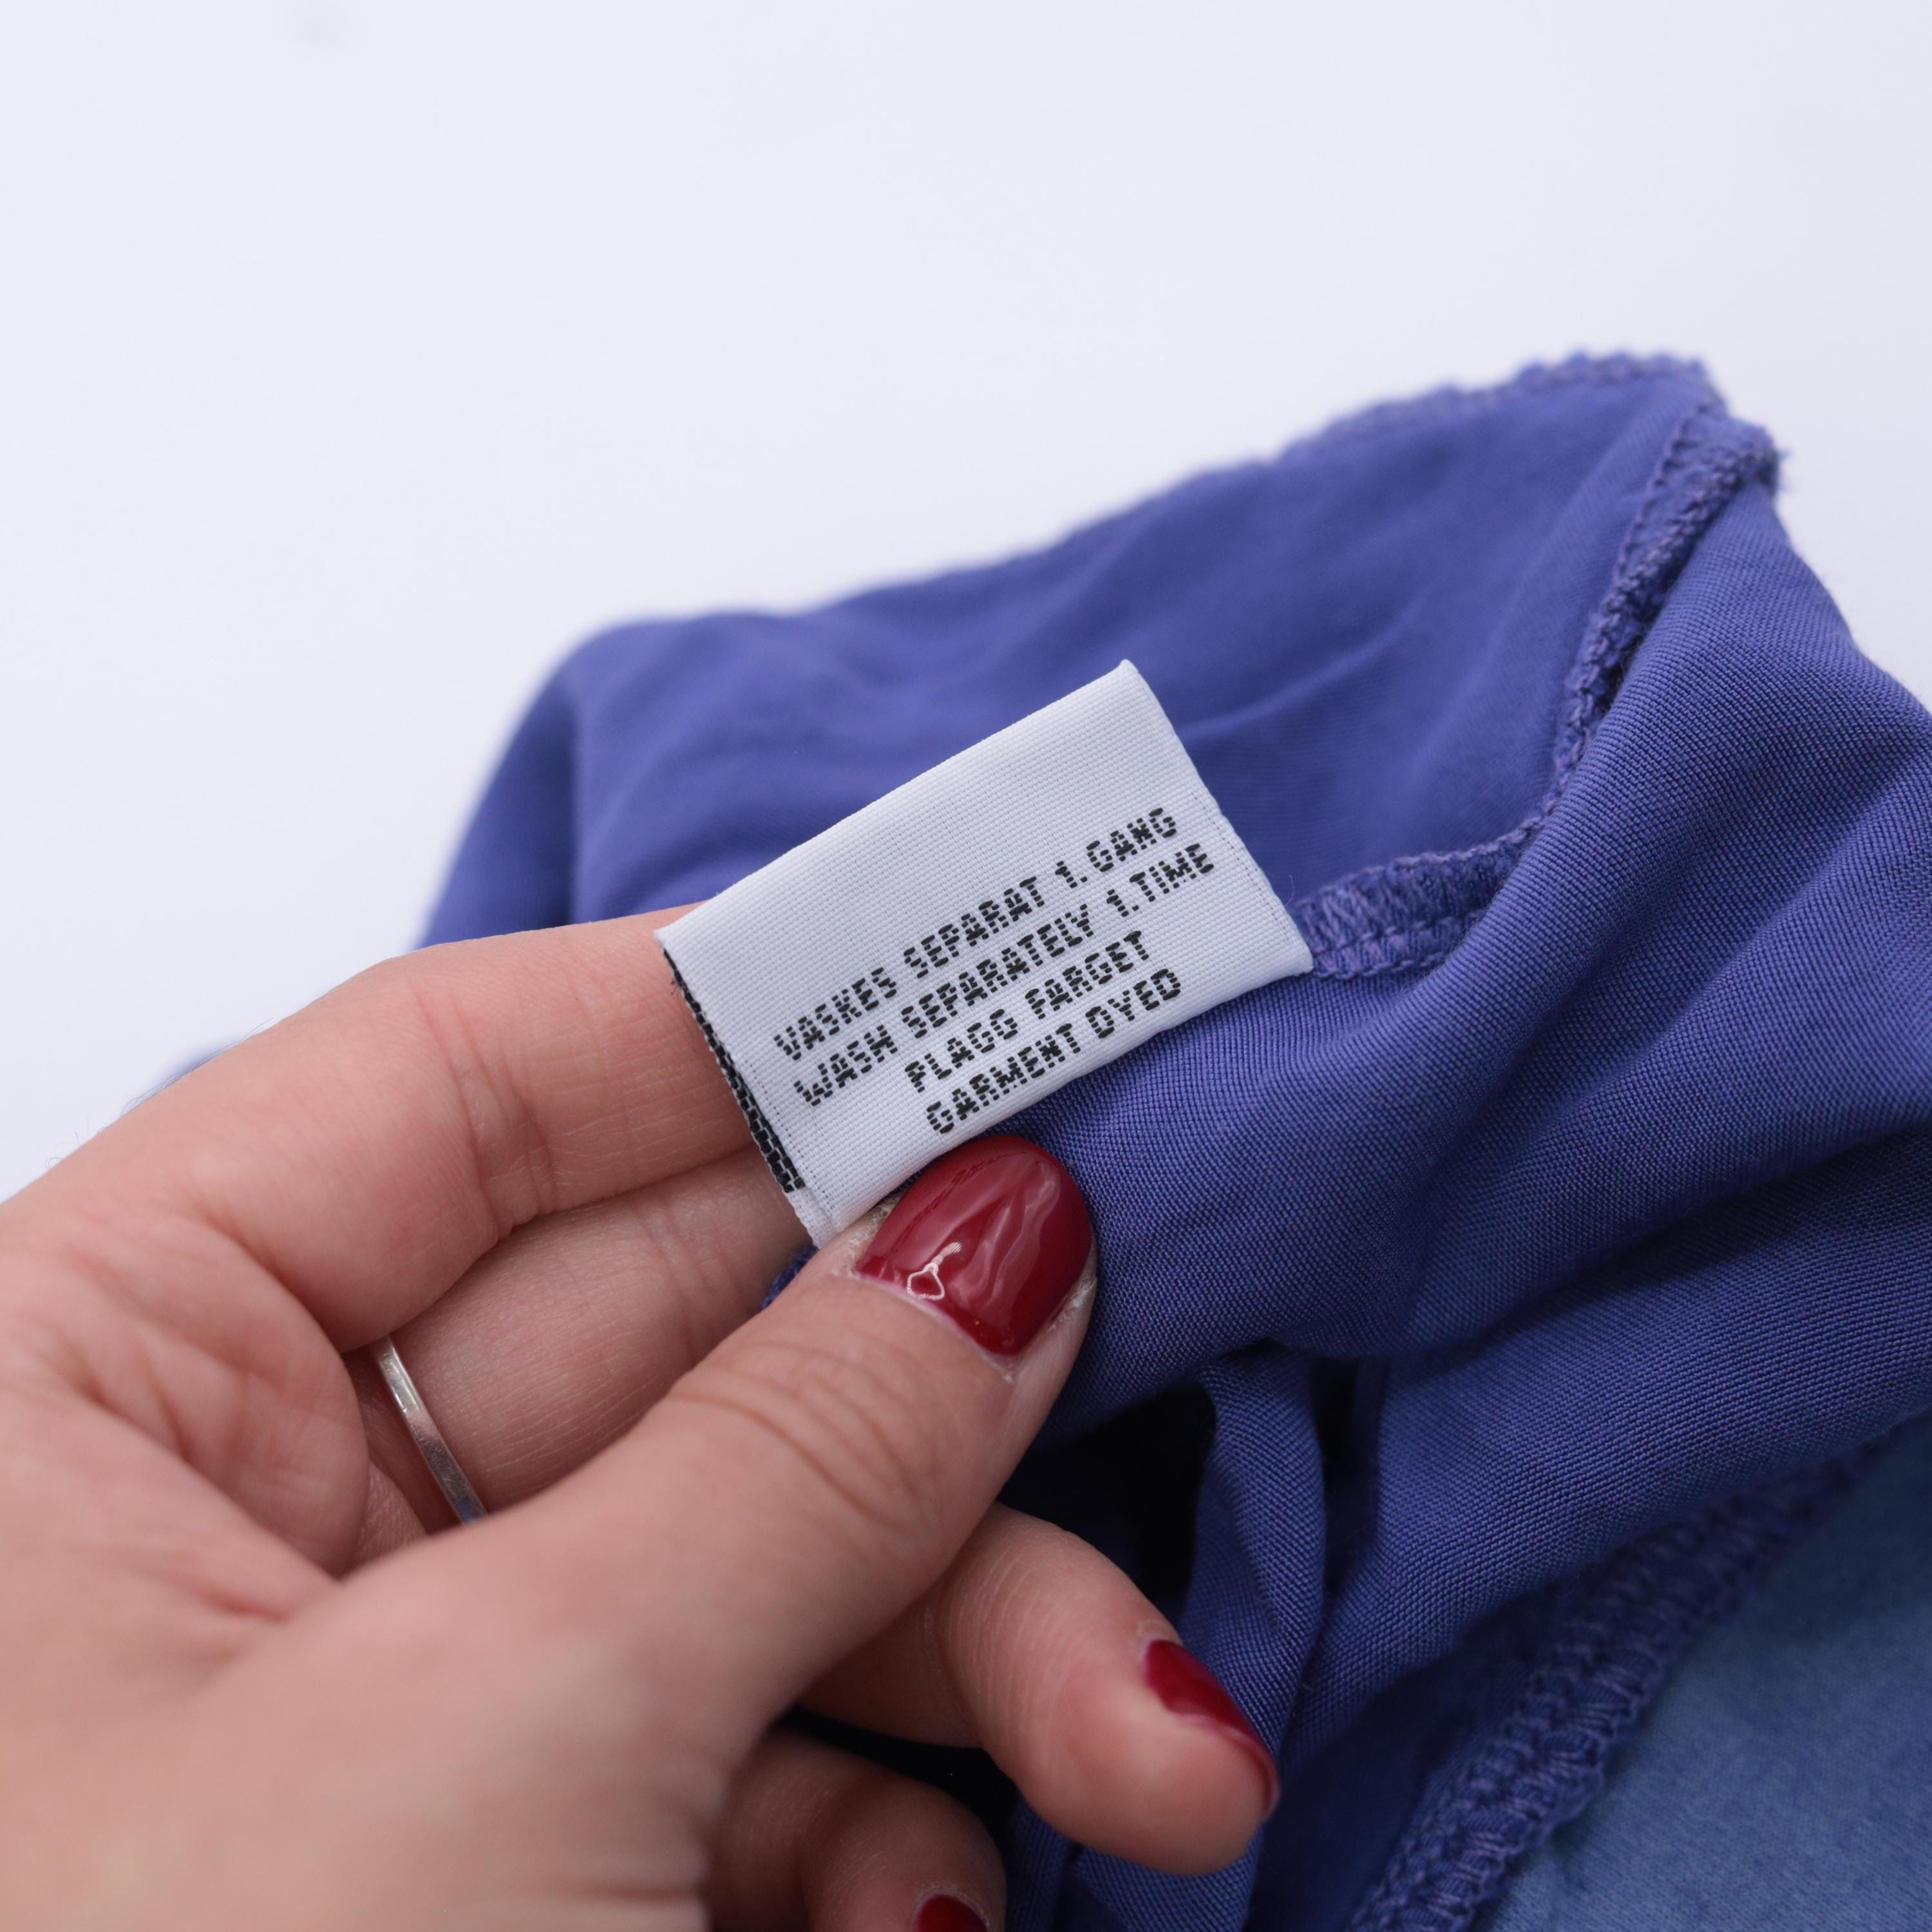 VASKES SEPARAT 1. GANG
WASH SEPARATELY 1.TIME
PLAGG FARGET
GARMENT DYED